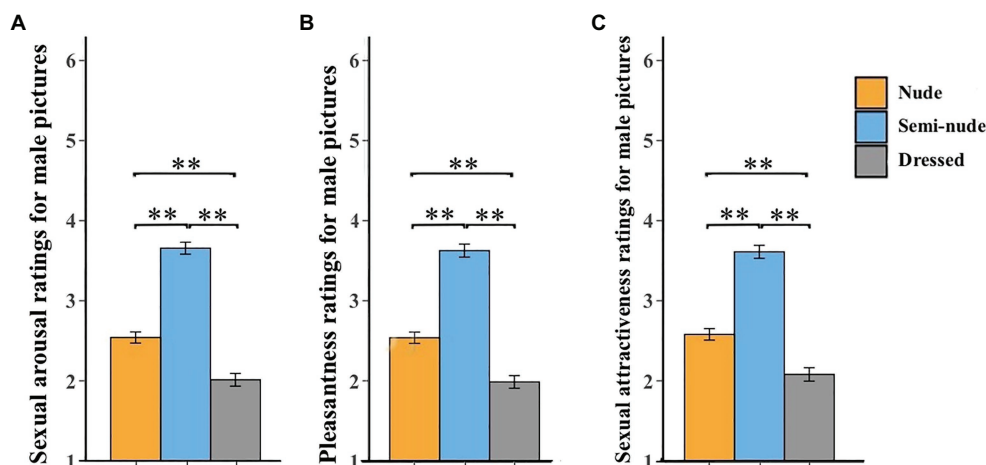 A
Sexual arousal ratings for male pictures
6
5
4
3
2
1
**
** **
B
Pleasantness ratings for male pictures
6
5
4
3
2
1
**
** **
C
Sexual attractiveness ratings for male pictures
6
5
4
3
2
1
**
** **
Nude
Semi-nude
Dressed